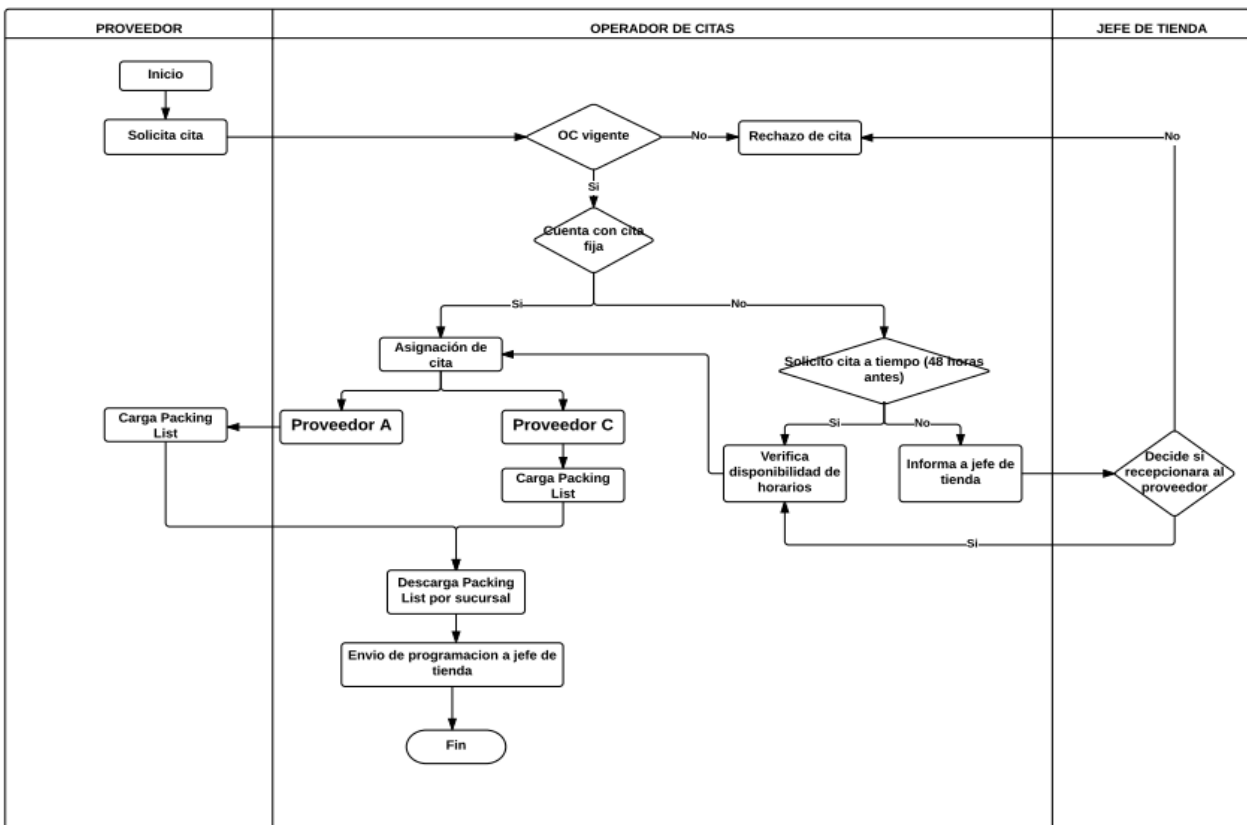 PROVEEDOR
OPERADOR DE CITAS
JEFE DE TIENDA
Inicio
Solicita cita
OC vigente
No
Rechazo de cita
No
Si
Cuenta con cita
fija
Si
No
Asignación de
cita
Solicito cita a tiempo (48 horas
antes)
Carga Packing
List
Proveedor A
Proveedor C
Si
No
Verifica
disponibilidad de
horarios
Informa a jefe de
tienda
Decide si
recepcionara al
proveedor
Carga Packing
List
Si
Descarga Packing
List por sucursal
Envio de programacion a jefe de
tienda
Fin